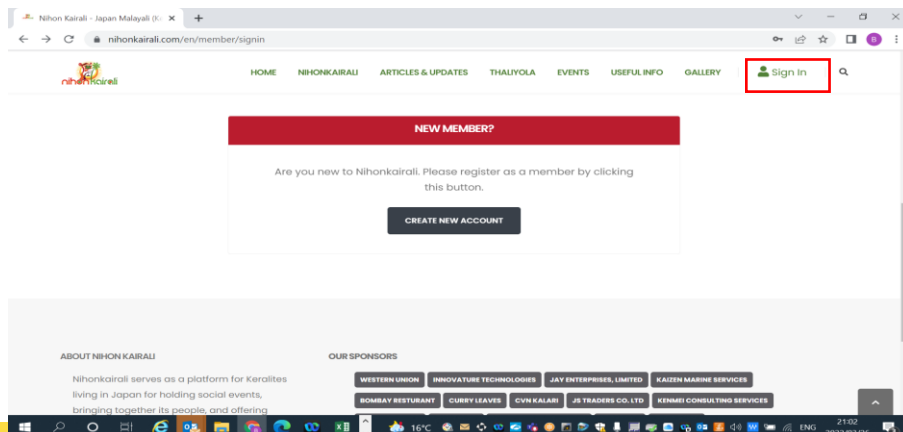 Nihon Kairali - Japan Malayali (K
nihonkairali.com/en/member/signin
B
nihonkairali
HOME NIHONKAIRALI ARTICLES & UPDATES THALIYOLA EVENTS USEFUL INFO GALLERY Sign In
NEW MEMBER?
Are you new to Nihonkairali. Please register as a member by clicking
this button.
CREATE NEW ACCOUNT
ABOUT NIHON KAIRALI
Nihonkairali serves as a platform for Keralites
living in Japan for holding social events,
bringing together its people, and offering
OUR SPONSORS
WESTERN UNION INNOVATURE TECHNOLOGIES JAY ENTERPRISES, LIMITED KAIZEN MARINE SERVICES
BOMBAY RESTURANT CURRY LEAVES CVN KALARI JS TRADERS CO. LTD KENMEI CONSULTING SERVICES
16°C ENG 21:02